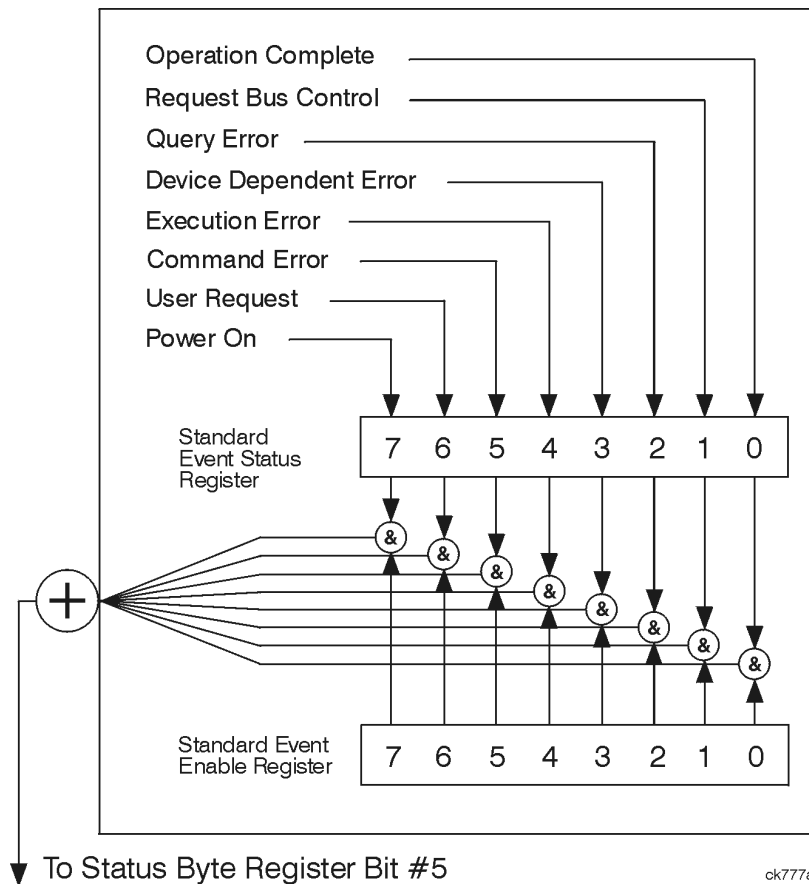 Operation Complete
Request Bus Control
Query Error
Device Dependent Error
Execution Error
Command Error
User Request
Power On
Standard
Event Status
Register
7 6 5 4 3 2 1 0
&
&
&
&
&
&
&
&
+
Standard Event
Enable Register
7 6 5 4 3 2 1 0
To Status Byte Register Bit #5